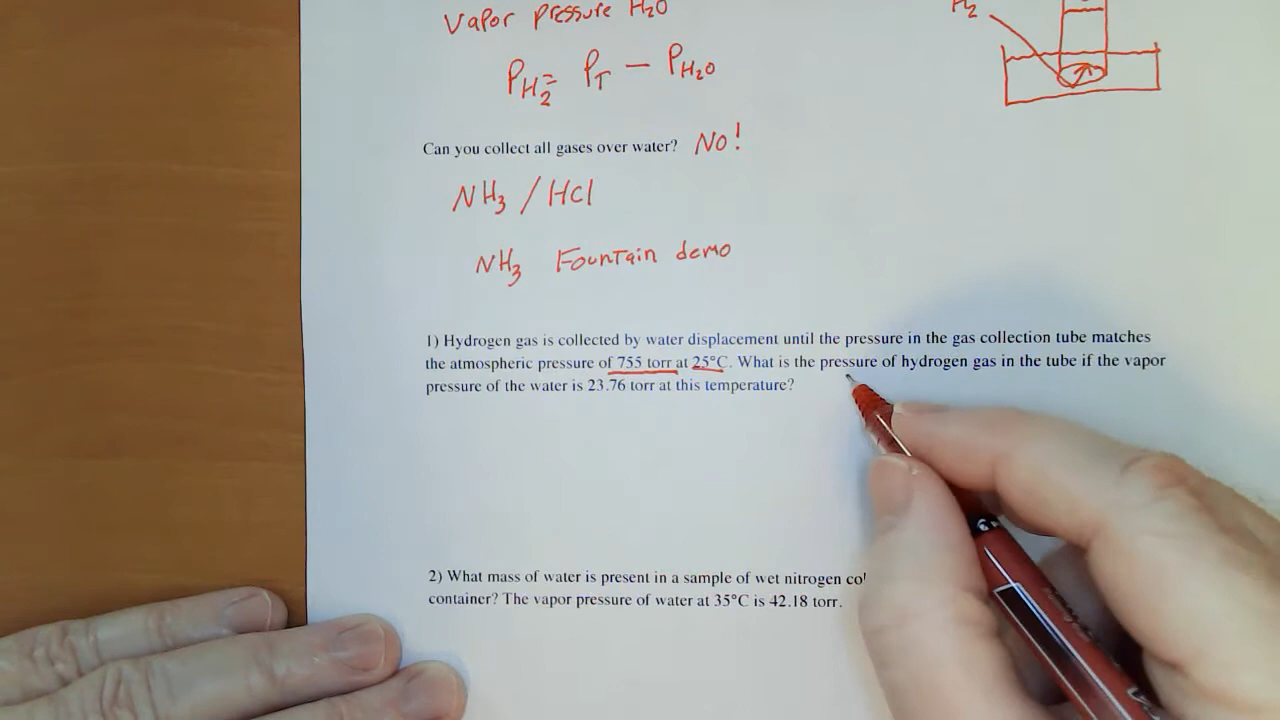 Vapor pressure H2O
H2
PH2 = PT - PH2O
Can you collect all gases over water? No!
NH3 / HCl
NH3 Fountain demo
1) Hydrogen gas is collected by water displacement until the pressure in the gas collection tube matches
the atmospheric pressure of 755 torr at 25°C. What is the pressure of hydrogen gas in the tube if the vapor
pressure of the water is 23.76 torr at this temperature?
2) What mass of water is present in a sample of wet nitrogen
container? The vapor pressure of water at 35°C is 42.18 torr.